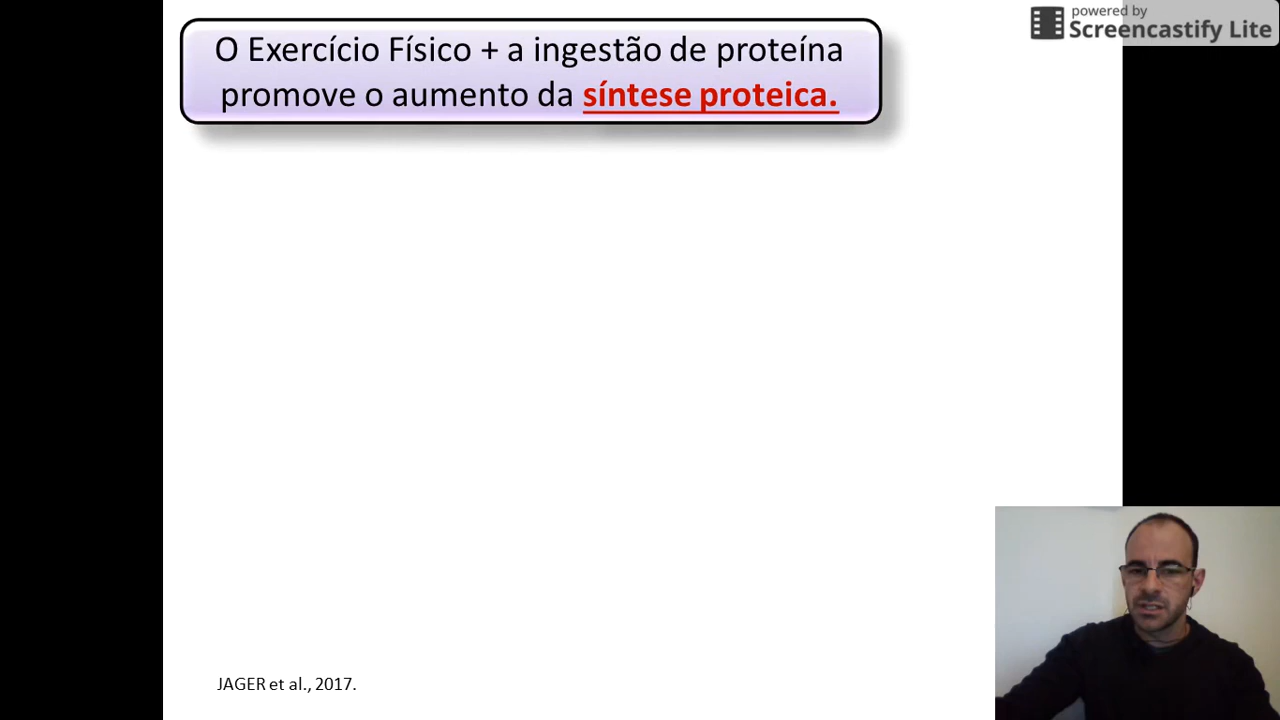 powered by
Screencastify Lite
O Exercício Físico + a ingestão de proteína
promove o aumento da síntese proteica.
JAGER et al., 2017.